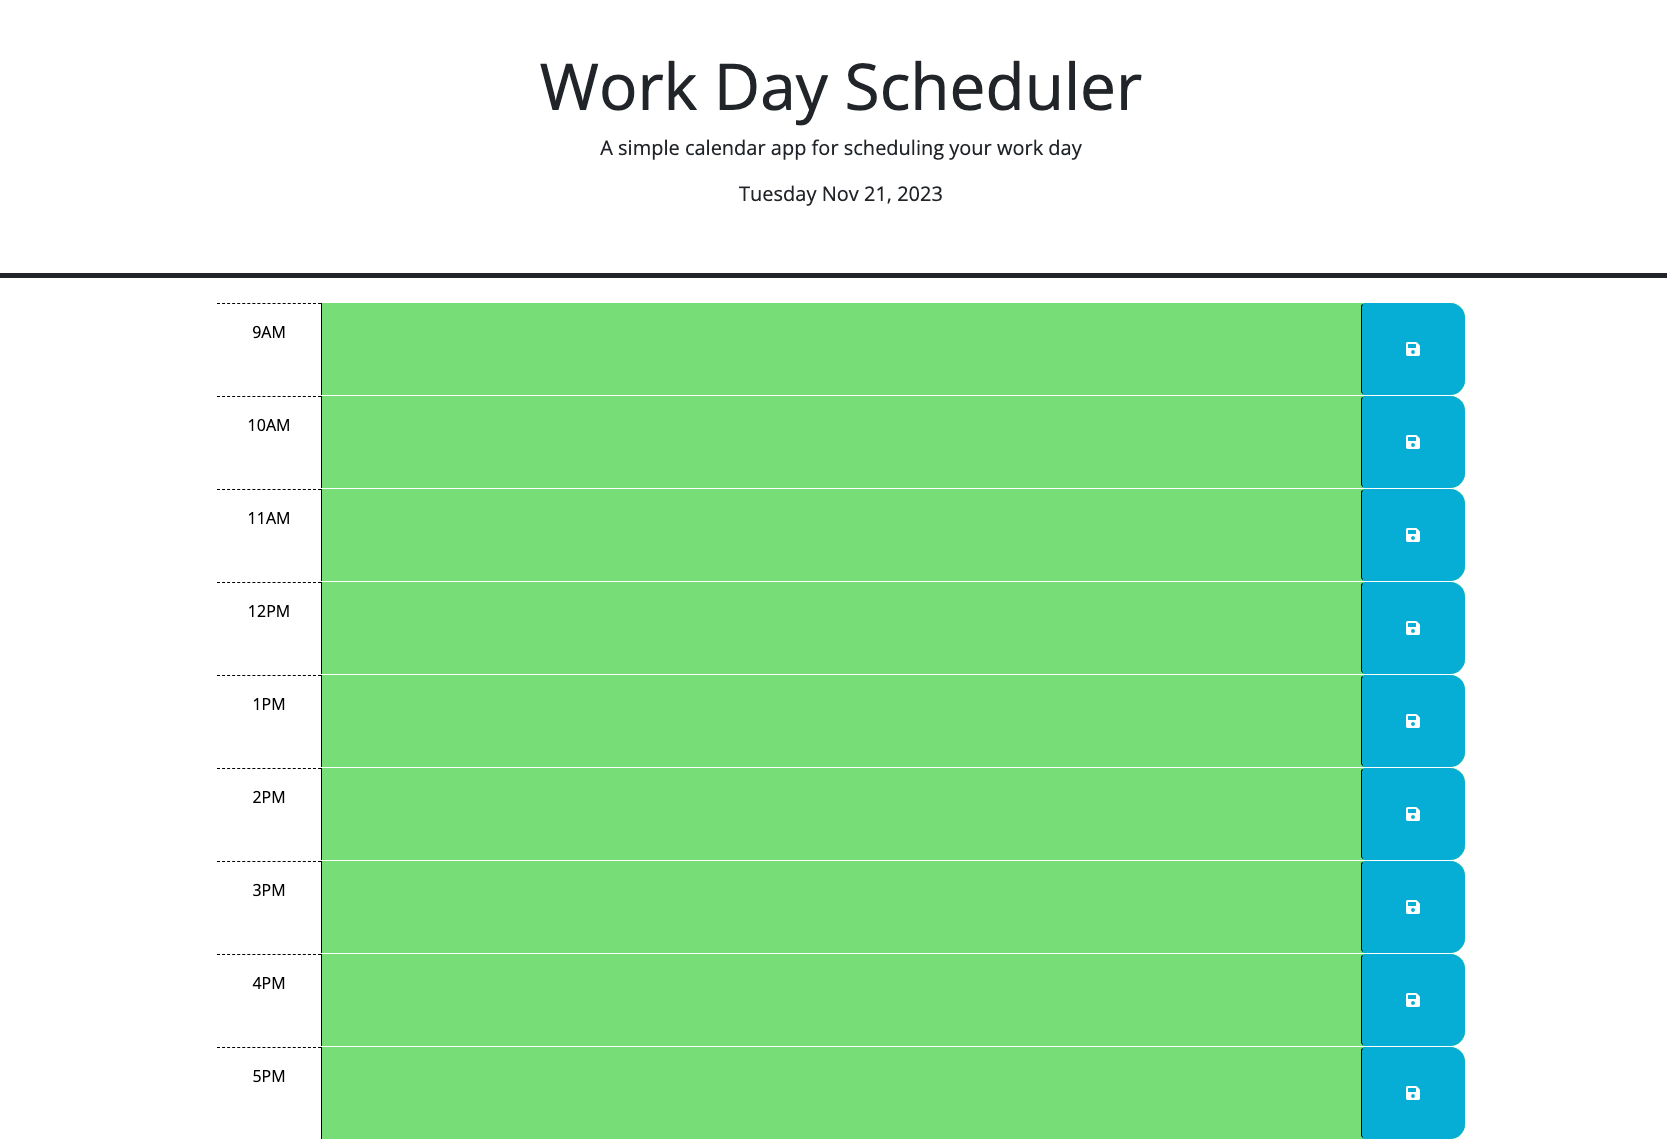 Work Day Scheduler
A simple calendar app for scheduling your work day
Tuesday Nov 21, 2023
9AM
10AM
11AM
12PM
1PM
2PM
3PM
4PM
5PM